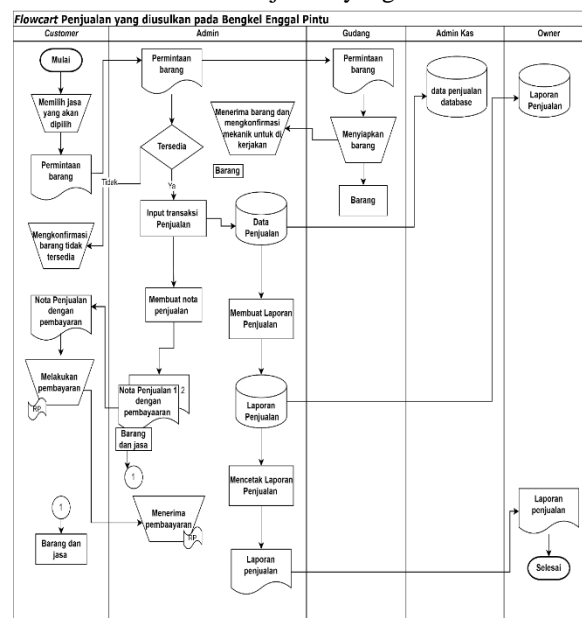 Flowcart Penjualan yang diusulkan pada Bengkel Enggal Pintu
Customer
Admin
Gudang
Admin Kas
Owner
Mulai
Memilih jasa
yang akan
dipilih
Permintaan
barang
Mengkonfirmasi
barang tidak
tersedia
Nota Penjualan
dengan
pembayaran
Melakukan
pembayaran
RP
1
Barang dan
jasa
Permintaan
barang
Tersedia
Tidak
Ya
Input transaksi
Penjualan
Membuat nota
penjualan
Nota Penjualan 1
dengan
pembayaaran
2
Barang
dan jasa
1
Menerima
pembaayaran
RP
Menerima barang dan
mengkonfirmasi
mekanik untuk di
kerjakan
Barang
Data
Penjualan
Membuat Laporan
Penjualan
Laporan
Penjualan
Mencetak Laporan
Penjualan
Laporan
penjualan
Permintaan
barang
Menyiapkan
barang
Barang
data penjualan
database
Laporan
Penjualan
Laporan
penjualan
Selesai